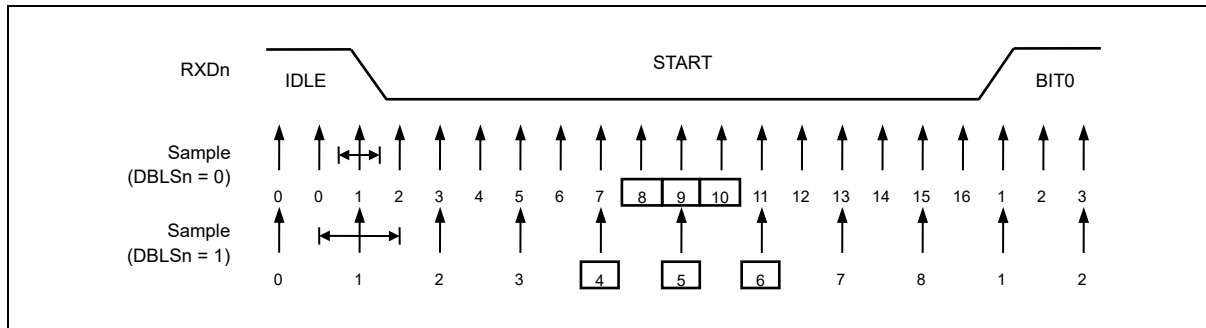 RXDn IDLE START BIT0
Sample
(DBLSn = 0)
0 0 1 2 3 4 5 6 7 8 9 10 11 12 13 14 15 16 1 2 3
Sample
(DBLSn = 1)
0 1 2 3 4 5 6 7 8 1 2